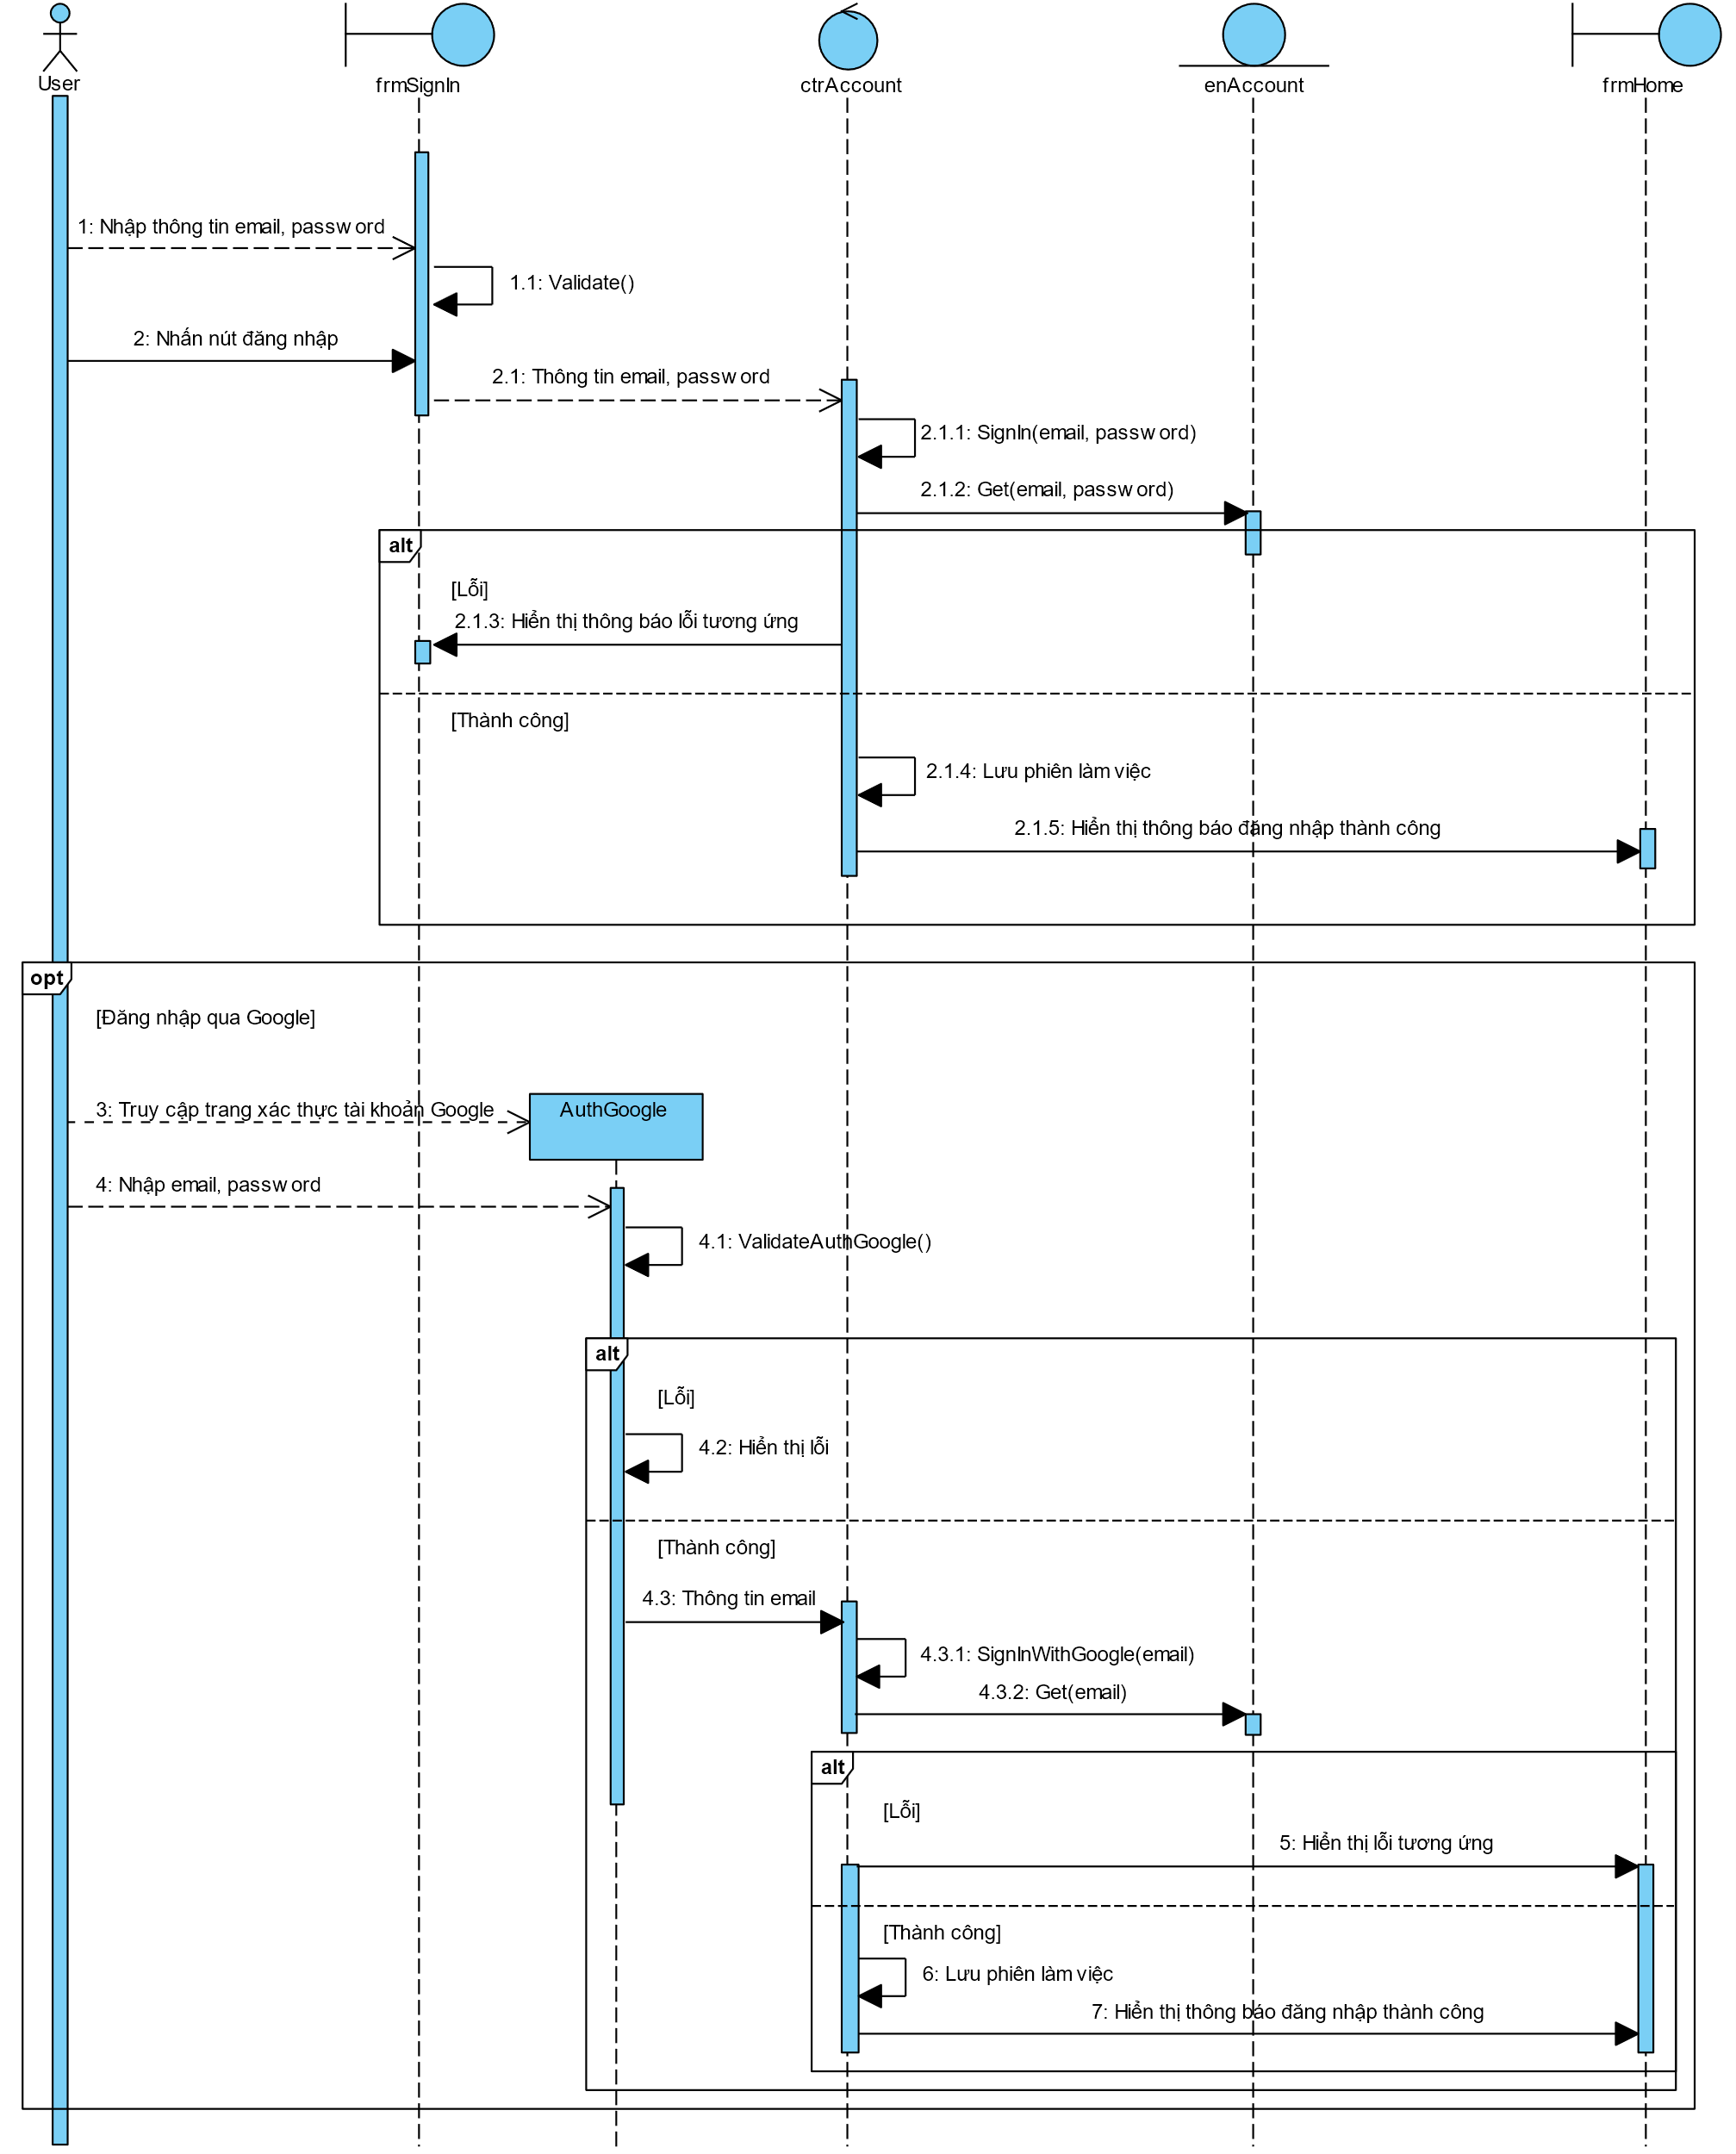 User
frmSignIn
ctrAccount
enAccount
frmHome
1: Nhập thông tin email, password
1.1: Validate()
2: Nhấn nút đăng nhập
2.1: Thông tin email, password
2.1.1: SignIn(email, password)
2.1.2: Get(email, password)
alt
[Lỗi]
2.1.3: Hiển thị thông báo lỗi tương ứng
[Thành công]
2.1.4: Lưu phiên làm việc
2.1.5: Hiển thị thông báo đăng nhập thành công
opt
[Đăng nhập qua Google]
3: Truy cập trang xác thực tài khoản Google
AuthGoogle
4: Nhập email, password
4.1: ValidateAuthGoogle()
alt
[Lỗi]
4.2: Hiển thị lỗi
[Thành công]
4.3: Thông tin email
4.3.1: SignInWithGoogle(email)
4.3.2: Get(email)
alt
[Lỗi]
5: Hiển thị lỗi tương ứng
[Thành công]
6: Lưu phiên làm việc
7: Hiển thị thông báo đăng nhập thành công